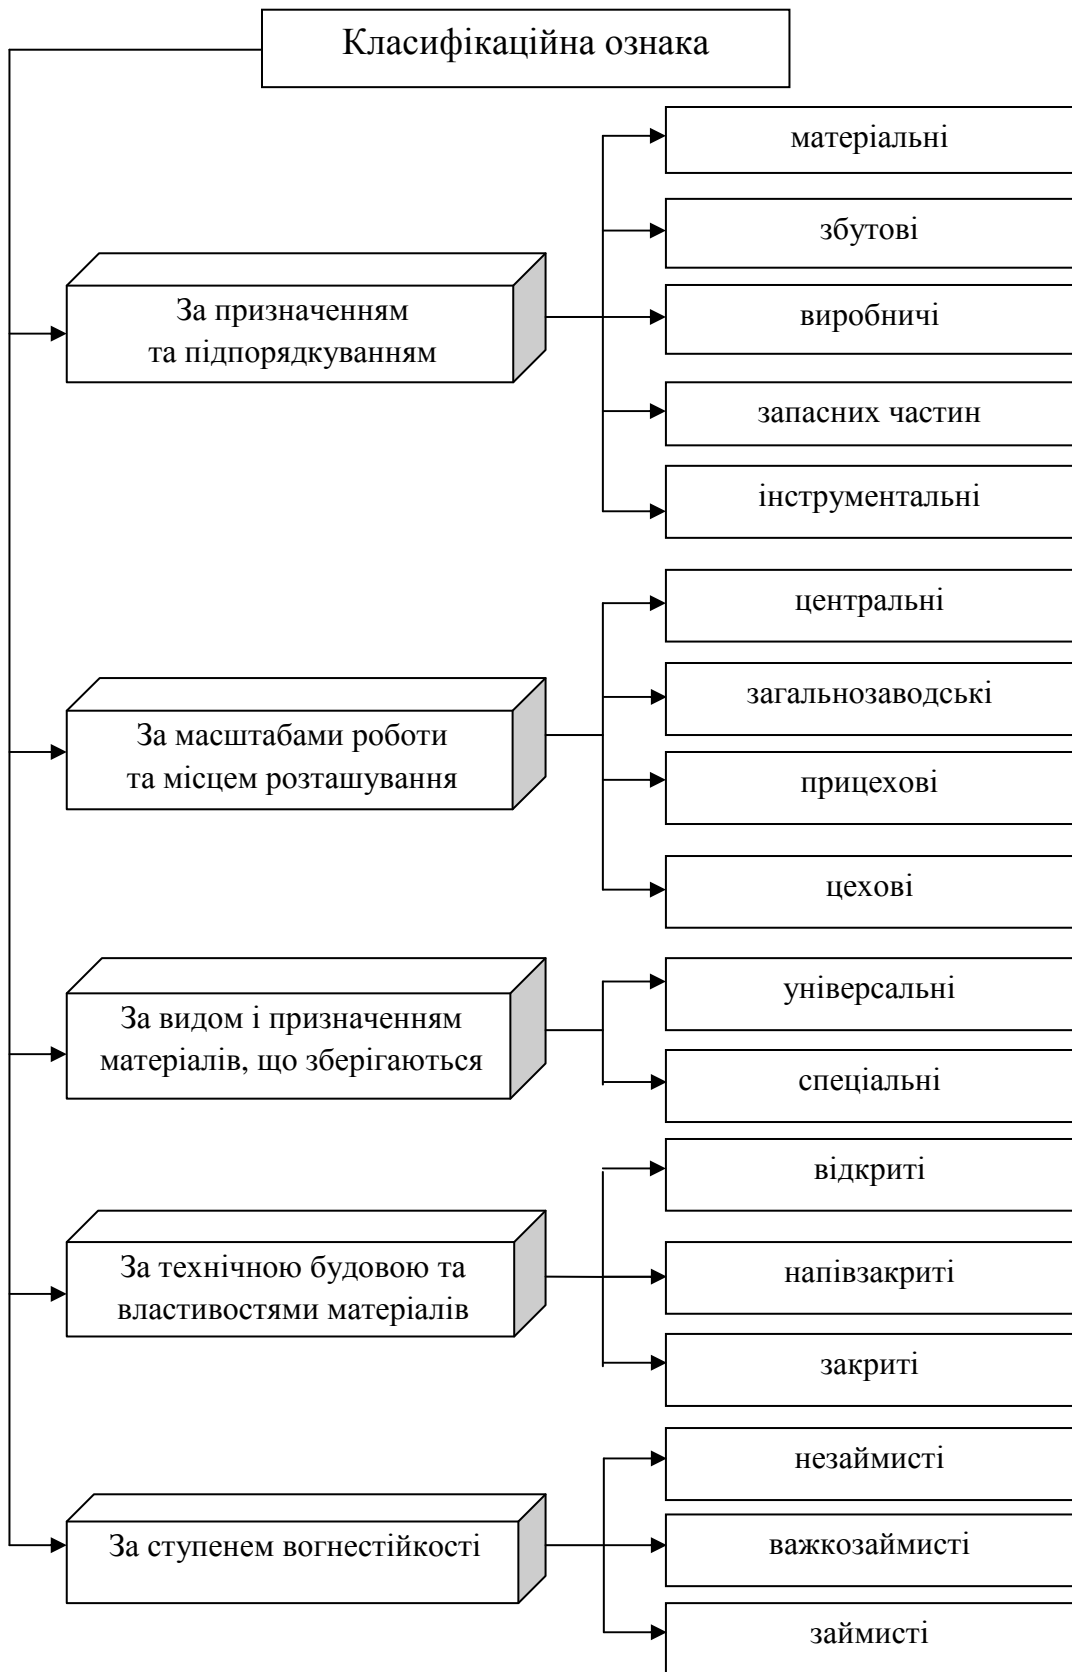 Класифікаційна ознака
За призначенням
та підпорядкуванням
матеріальні
збутові
виробничі
запасних частин
інструментальні
За масштабами роботи
та місцем розташування
центральні
загальнозаводські
прицехові
цехові
За видом і призначенням
матеріалів, що зберігаються
універсальні
спеціальні
За технічною будовою та
властивостями матеріалів
відкриті
напівзакриті
закриті
За ступенем вогнестійкості
незаймисті
важкозаймисті
займисті